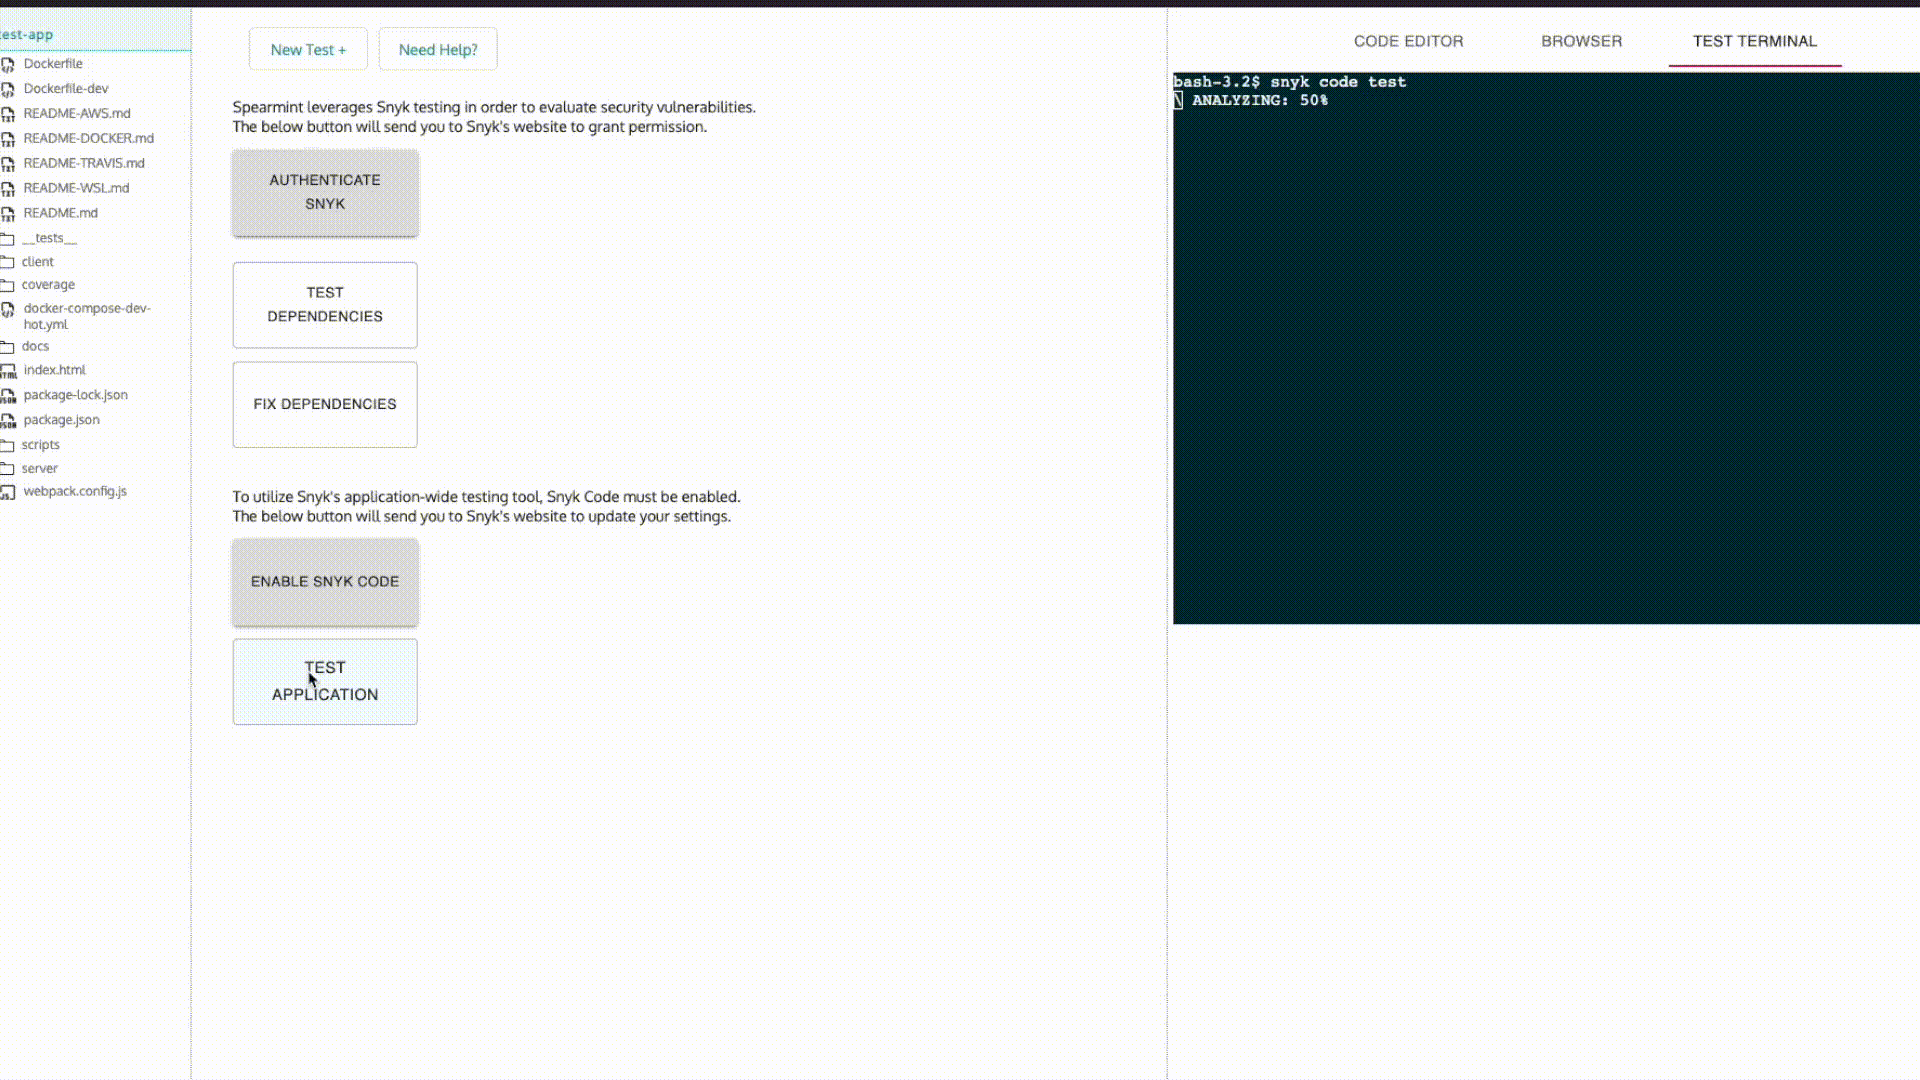 est-app
Dockerfile
Dockerfile-dev
README-AWS.md
README-DOCKER.md
README-TRAVIS.md
README-WSL.md
README.md
__tests__
client
coverage
docker-compose-dev-
hot.yml
docs
index.html
package-lock.json
package.json
scripts
server
webpack.config.js
New Test +
Need Help?
Spearmint leverages Snyk testing in order to evaluate security vulnerabilities.
The below button will send you to Snyk's website to grant permission.
AUTHENTICATE
SNYK
TEST
DEPENDENCIES
FIX DEPENDENCIES
To utilize Snyk's application-wide testing tool, Snyk Code must be enabled.
The below button will send you to Snyk's website to update your settings.
ENABLE SNYK CODE
TEST
APPLICATION
CODE EDITOR
BROWSER
TEST TERMINAL
bash-3.2$ snyk code test
\ ANALYZING: 50%